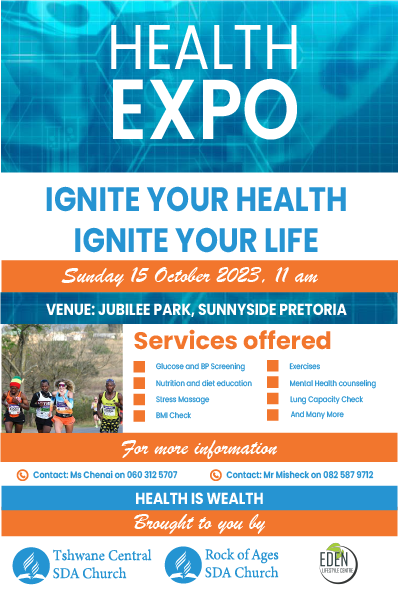 HEALTH
EXPO
IGNITE YOUR HEALTH
IGNITE YOUR LIFE
Sunday 15 October 2023, 11 am
VENUE: JUBILEE PARK, SUNNYSIDE PRETORIA
Services offered
Glucose and BP Screening
Nutrition and diet education
Stress Massage
BMI Check
Exercises
Mental Health counseling
Lung Capacity Check
And Many More
For more information
Contact: Ms Chenai on 060 312 5707
Contact: Mr Misheck on 082 587 9712
HEALTH IS WEALTH
Brought to you by
Tshwane Central
SDA Church
Rock of Ages
SDA Church
EDEN
LIFESTYLE CENTRE